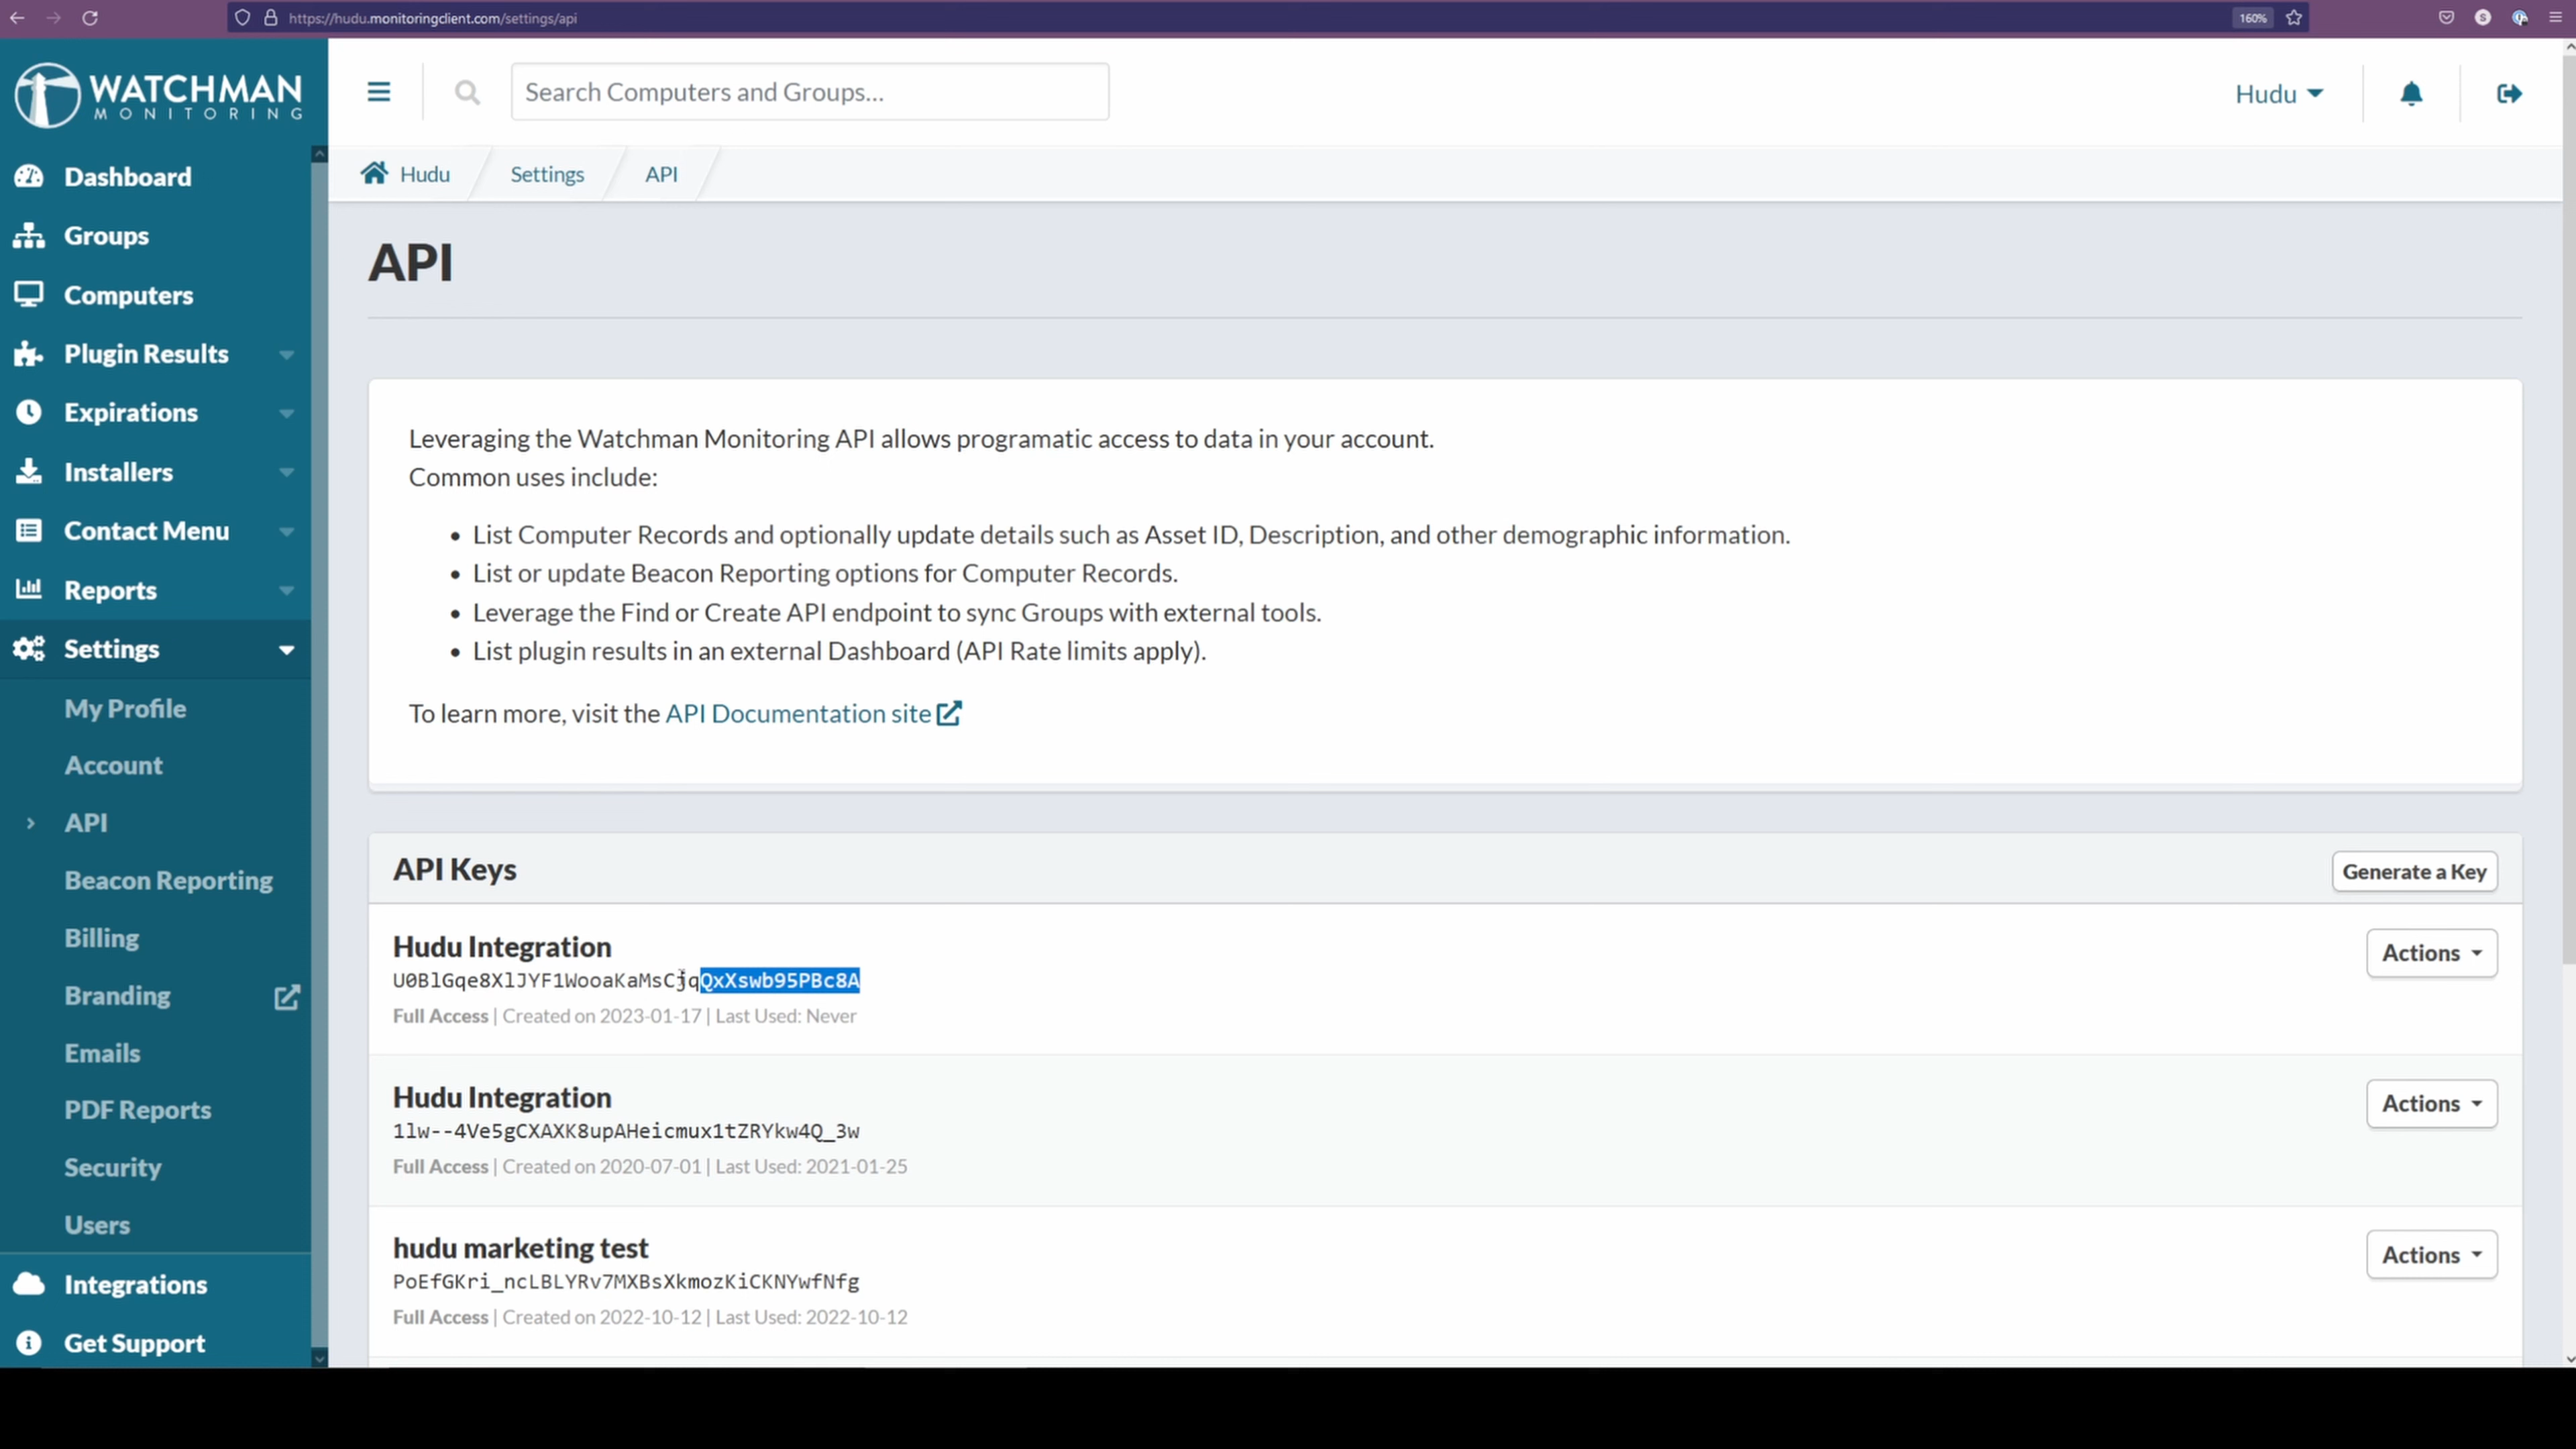 https://hudu.monitoringclient.com/settings/api
160%
S
WATCHMAN
MONITORING
Search Computers and Groups...
Hudu
Hudu
Settings
API
Dashboard
Groups
Computers
Plugin Results
Expirations
Installers
Contact Menu
Reports
Settings
My Profile
Account
API
Beacon Reporting
Billing
Branding
Emails
PDF Reports
Security
Users
Integrations
Get Support
API
Leveraging the Watchman Monitoring API allows programatic access to data in your account.
Common uses include:
• List Computer Records and optionally update details such as Asset ID, Description, and other demographic information.
• List or update Beacon Reporting options for Computer Records.
• Leverage the Find or Create API endpoint to sync Groups with external tools.
• List plugin results in an external Dashboard (API Rate limits apply).
To learn more, visit the API Documentation site
API Keys
Generate a Key
Hudu Integration
Actions
U0BlGqe8XlJYF1WooaKaMsCjqQxXswb95PBc8A
Full Access | Created on 2023-01-17 | Last Used: Never
Hudu Integration
Actions
1lw--4Ve5gCXAXK8upAHeicmux1tZRYkw4Q_3w
Full Access | Created on 2020-07-01 | Last Used: 2021-01-25
hudu marketing test
Actions
PoEfGKri_ncLBLYRv7MXBsXkmozKiCKNYwfNfg
Full Access | Created on 2022-10-12 | Last Used: 2022-10-12